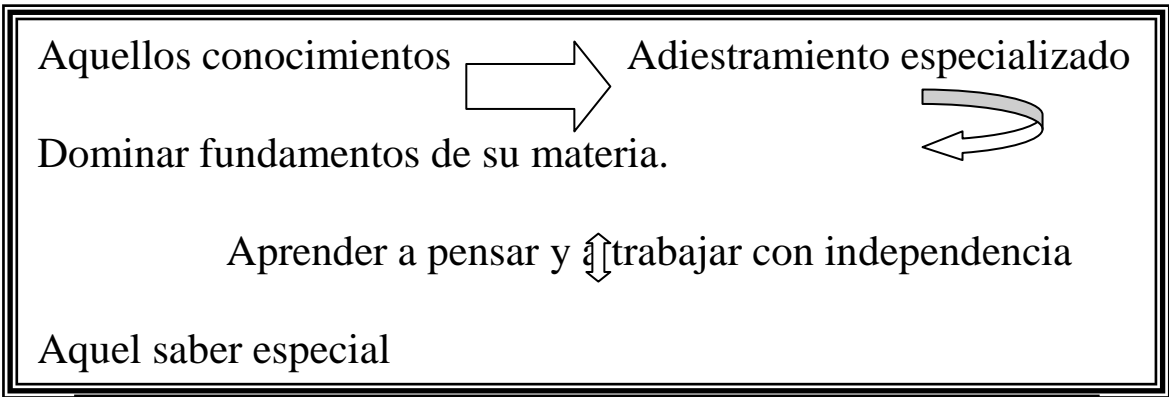 Aquellos conocimientos Adiestramiento especializado
Dominar fundamentos de su materia.
Aprender a pensar y a trabajar con independencia
Aquel saber especial